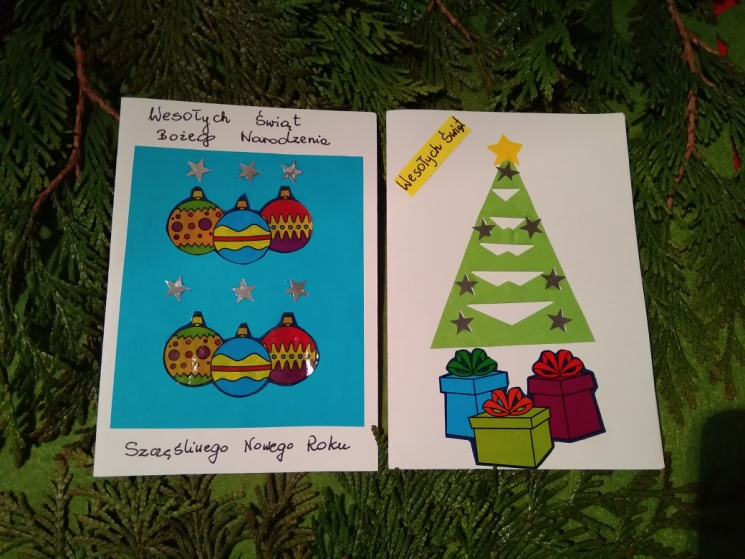 Wesołych Świąt
Bożego Narodzenia
Szczęśliwego Nowego Roku
Wesołych Świąt